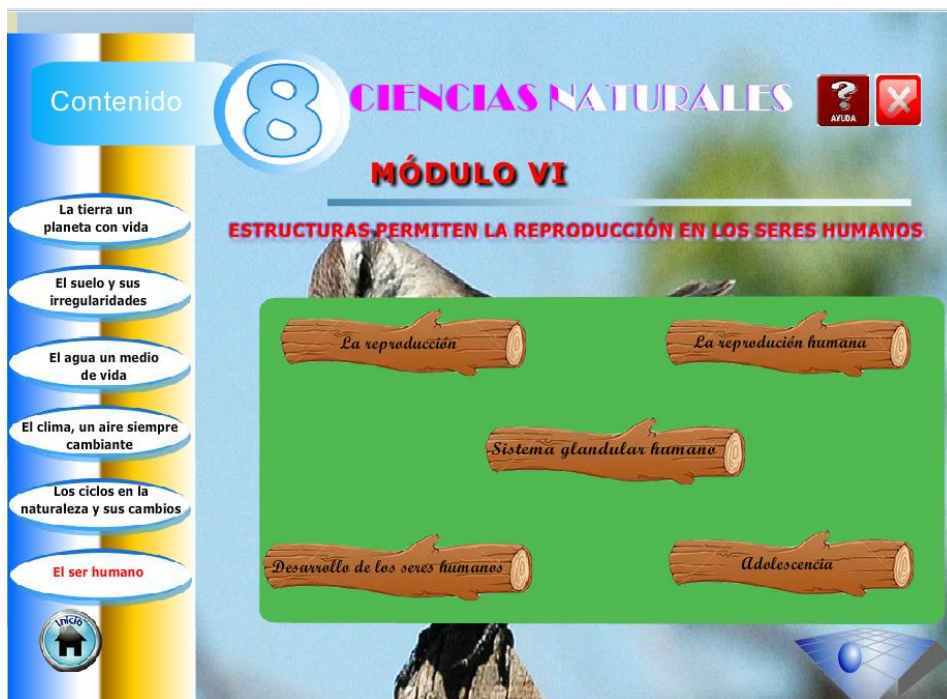 Contenido
8
CIENCIAS NATURALES
AYUDA
MÓDULO VI
ESTRUCTURAS PERMITEN LA REPRODUCCIÓN EN LOS SERES HUMANOS
La tierra un
planeta con vida
El suelo y sus
irregularidades
El agua un medio
de vida
El clima, un aire siempre
cambiante
Los ciclos en la
naturaleza y sus cambios
El ser humano
Inicio
La reproducción
La reprodución humana
Sistema glandular humano
Desarrollo de los seres humanos
Adolescencia